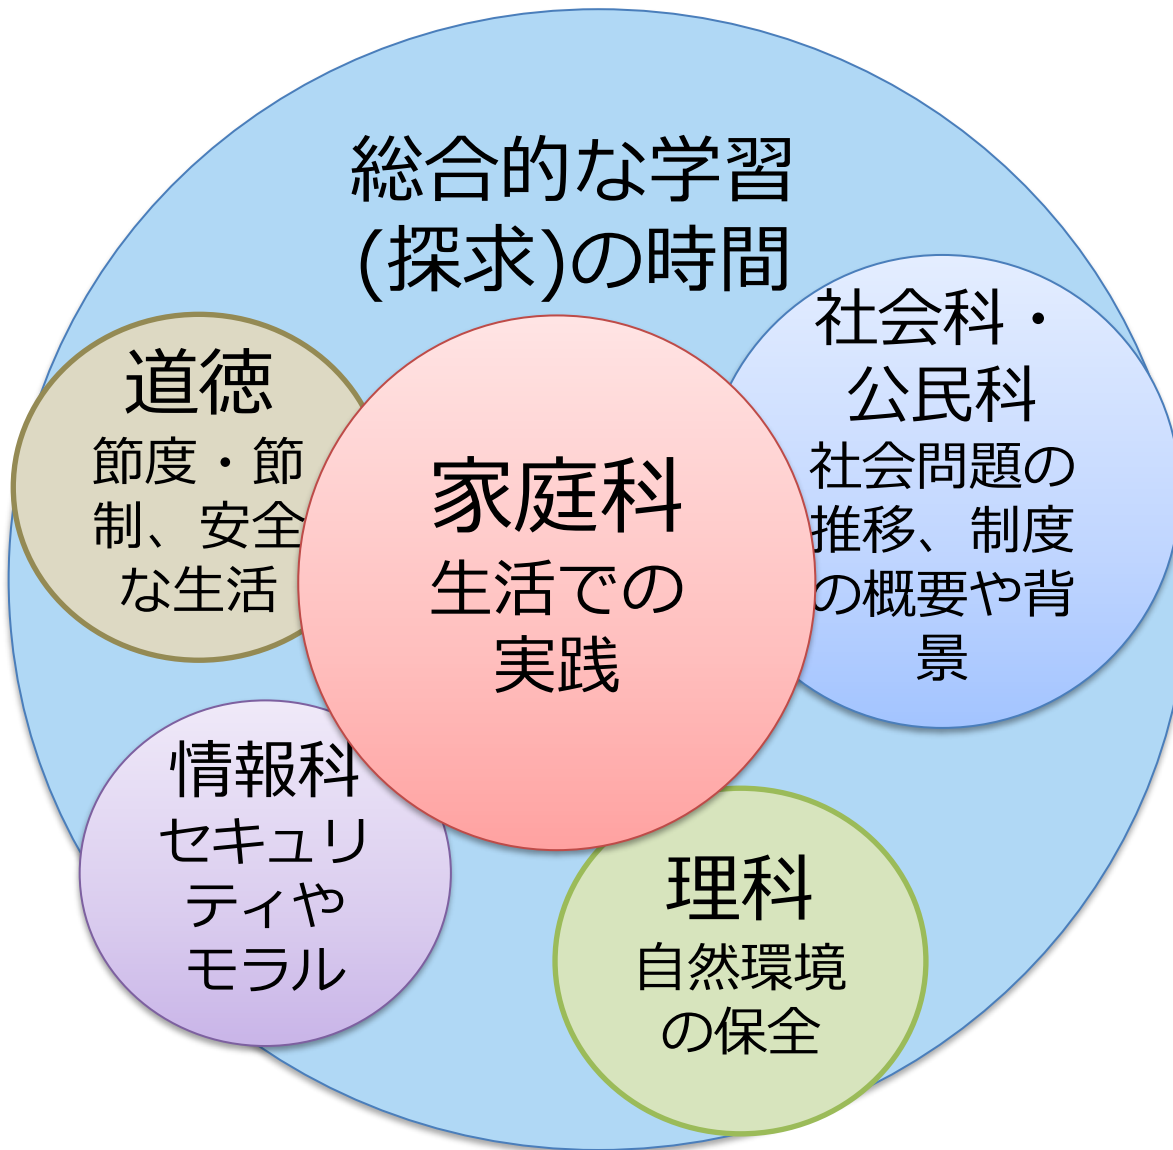 総合的な学習
(探求)の時間
道徳
節度・節
制、安全
な生活
家庭科
生活での
実践
社会科・
公民科
社会問題の
推移、制度
の概要や背
景
情報科
セキュリ
ティや
モラル
理科
自然環境
の保全